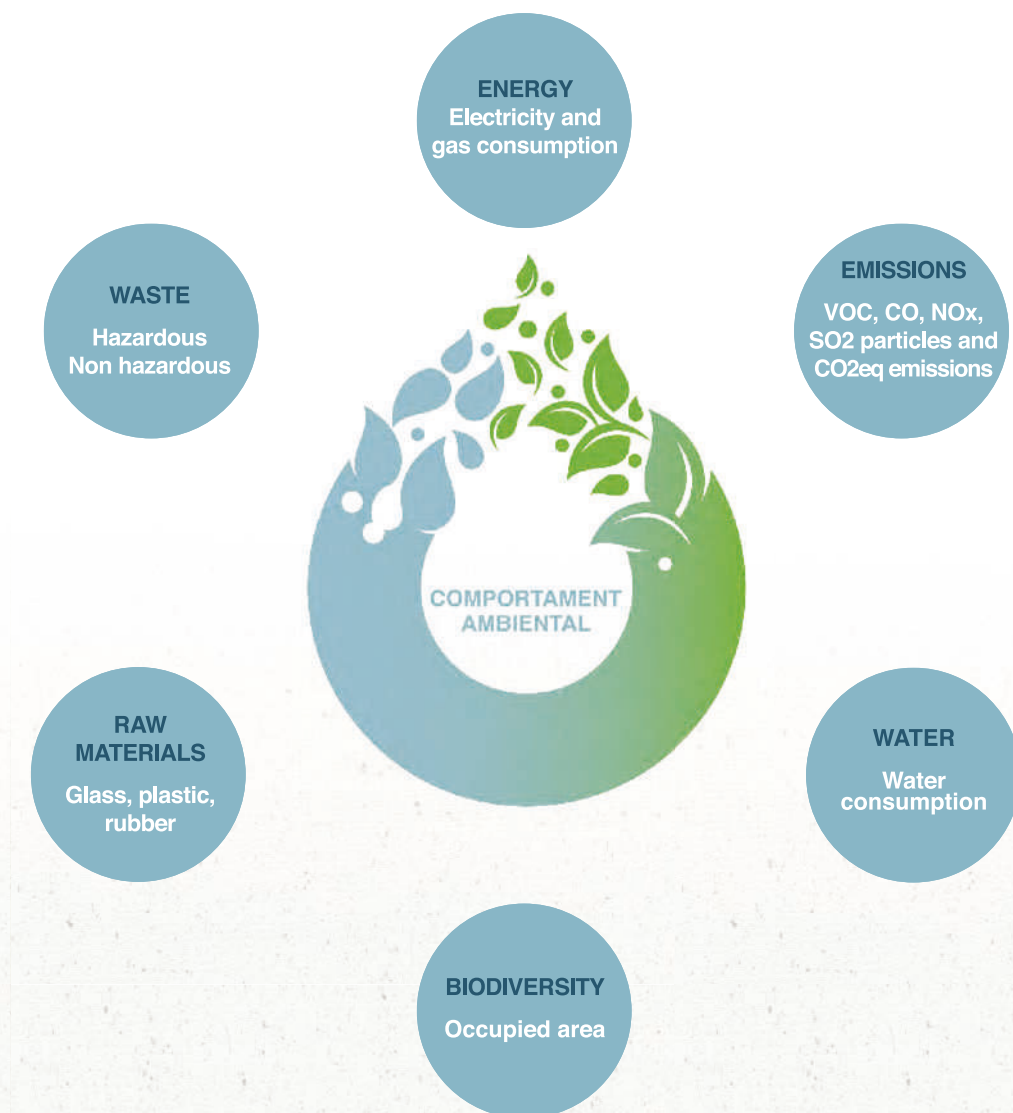 ENERGY
Electricity and
gas consumption
WASTE
Hazardous
Non hazardous
EMISSIONS
VOC, CO, NOx,
SO2 particles and
CO2eq emissions
COMPORTAMENT
AMBIENTAL
RAW
MATERIALS
Glass, plastic,
rubber
WATER
Water
consumption
BIODIVERSITY
Occupied area